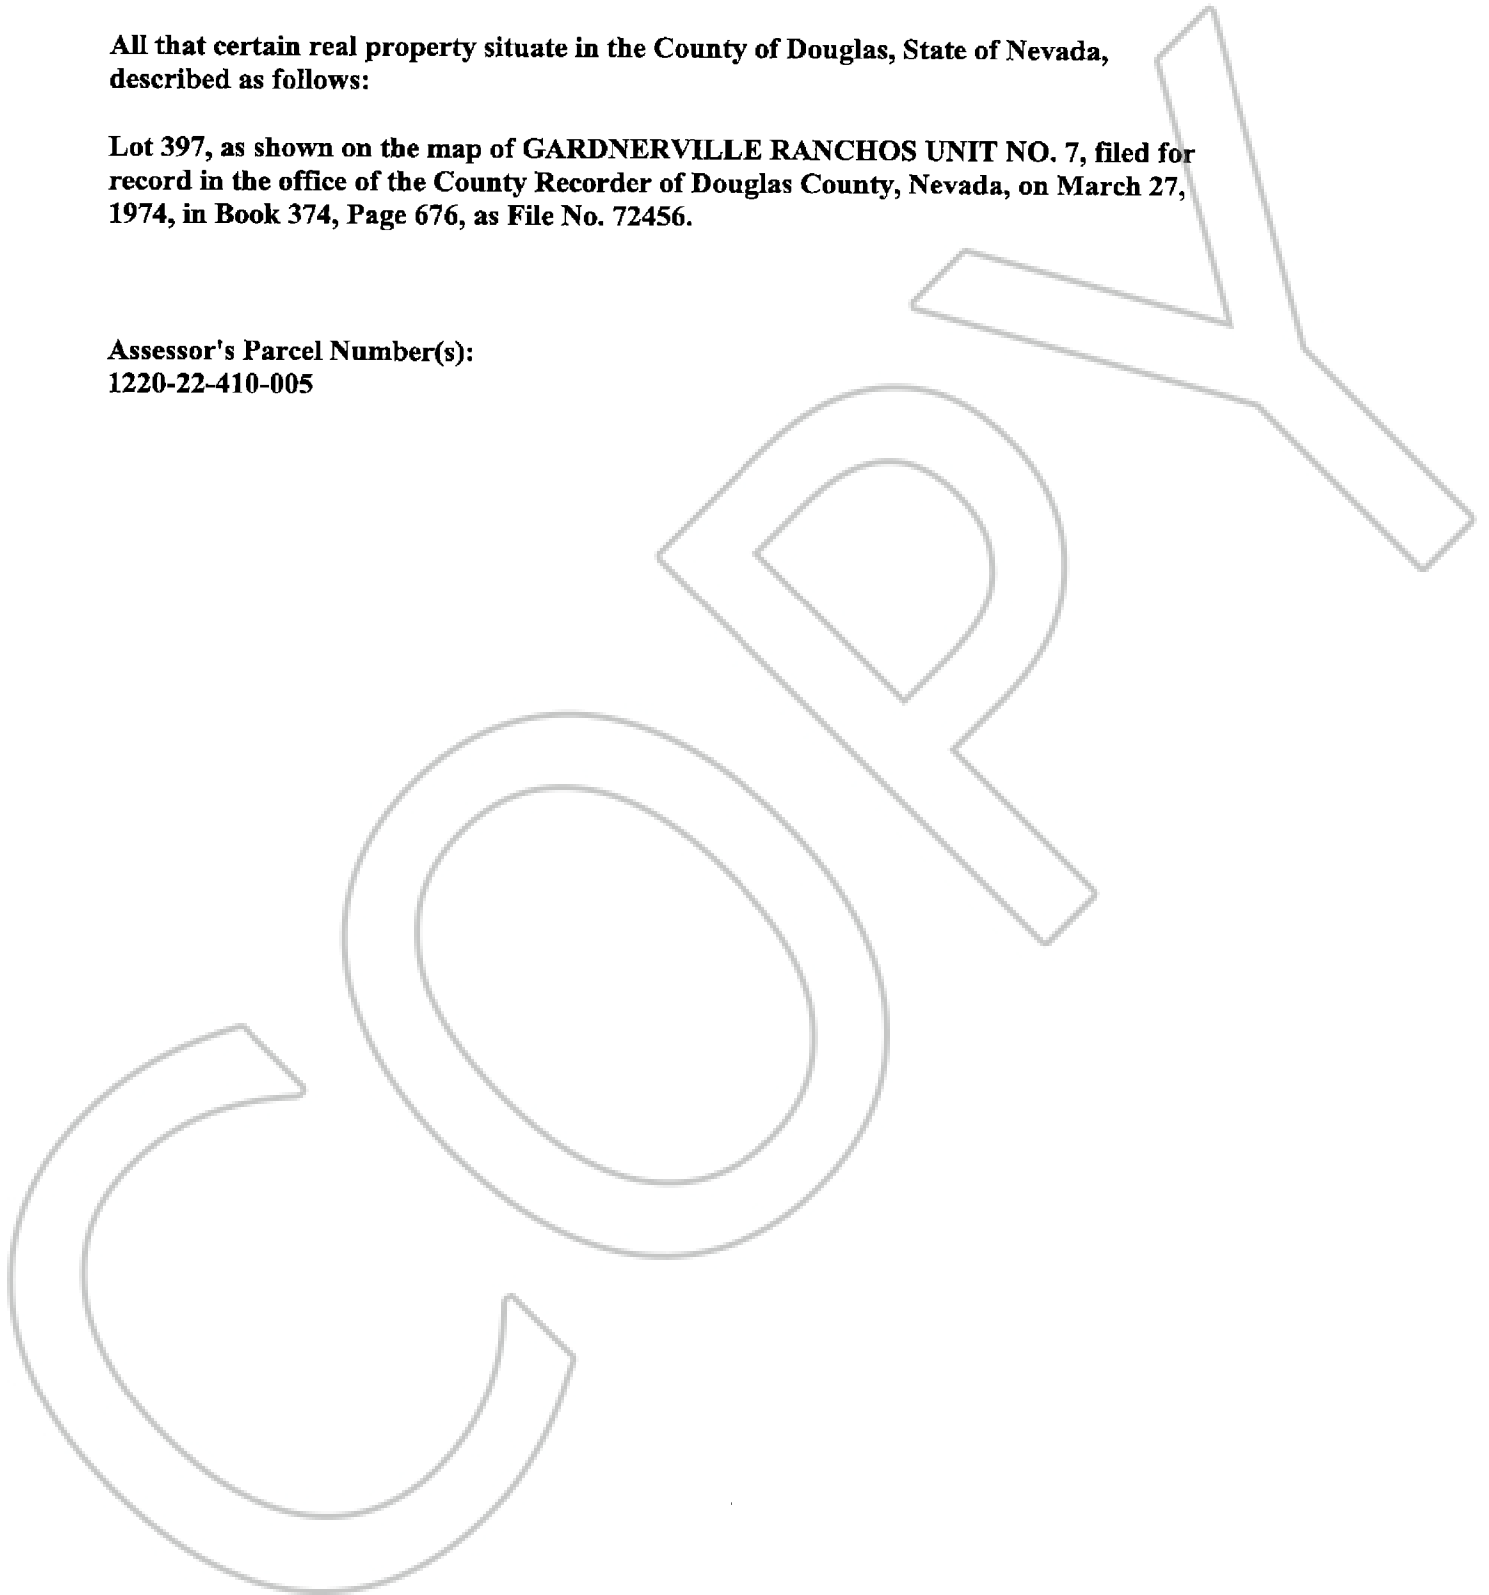 All that certain real property situate in the County of Douglas, State of Nevada,
described as follows:
Lot 397, as shown on the map of GARDNERVILLE RANCHOS UNIT NO. 7, filed for
record in the office of the County Recorder of Douglas County, Nevada, on March 27,
1974, in Book 374, Page 676, as File No. 72456.
Assessor's Parcel Number(s):
1220-22-410-005
COPY